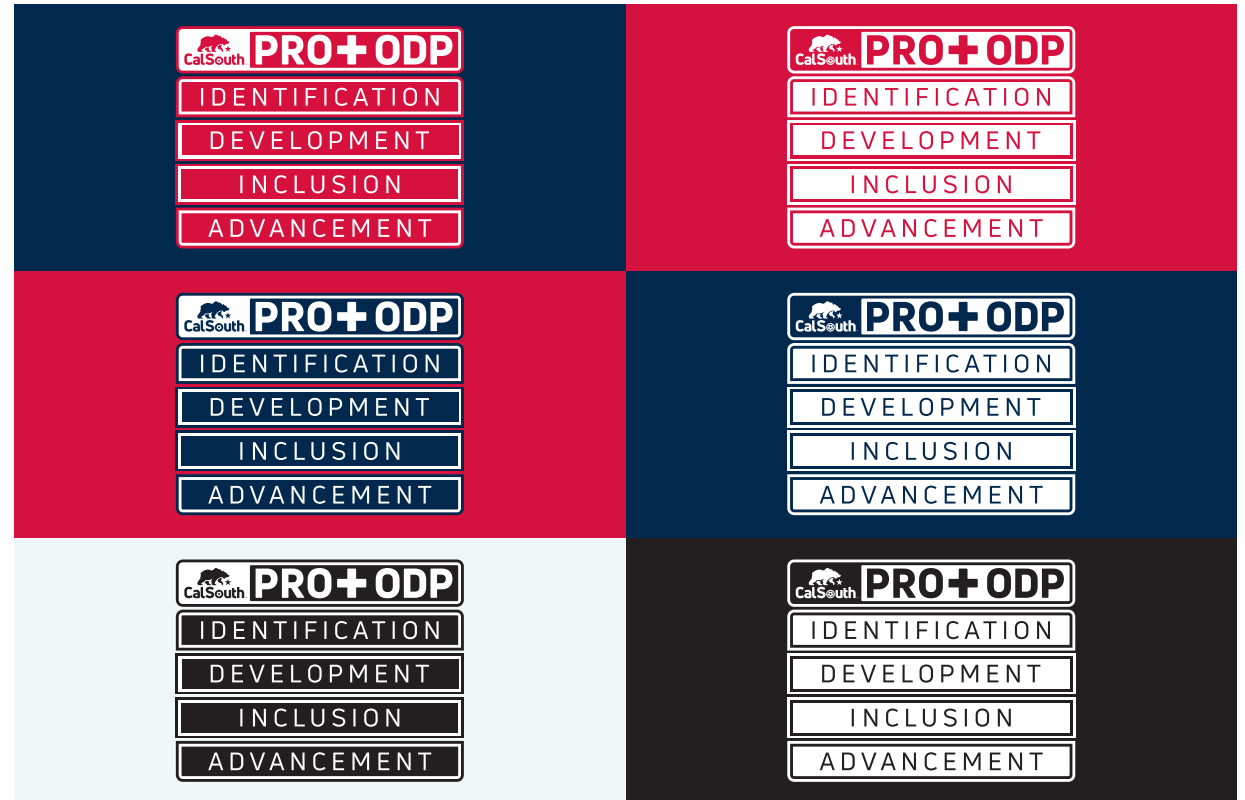 CalSouth PRO+ ODP
IDENTIFICATION
DEVELOPMENT
INCLUSION
ADVANCEMENT
CalSouth PRO+ ODP
IDENTIFICATION
DEVELOPMENT
INCLUSION
ADVANCEMENT
CalSouth PRO+ ODP
IDENTIFICATION
DEVELOPMENT
INCLUSION
ADVANCEMENT
CalSouth PRO+ ODP
IDENTIFICATION
DEVELOPMENT
INCLUSION
ADVANCEMENT
CalSouth PRO+ ODP
IDENTIFICATION
DEVELOPMENT
INCLUSION
ADVANCEMENT
CalSouth PRO+ ODP
IDENTIFICATION
DEVELOPMENT
INCLUSION
ADVANCEMENT